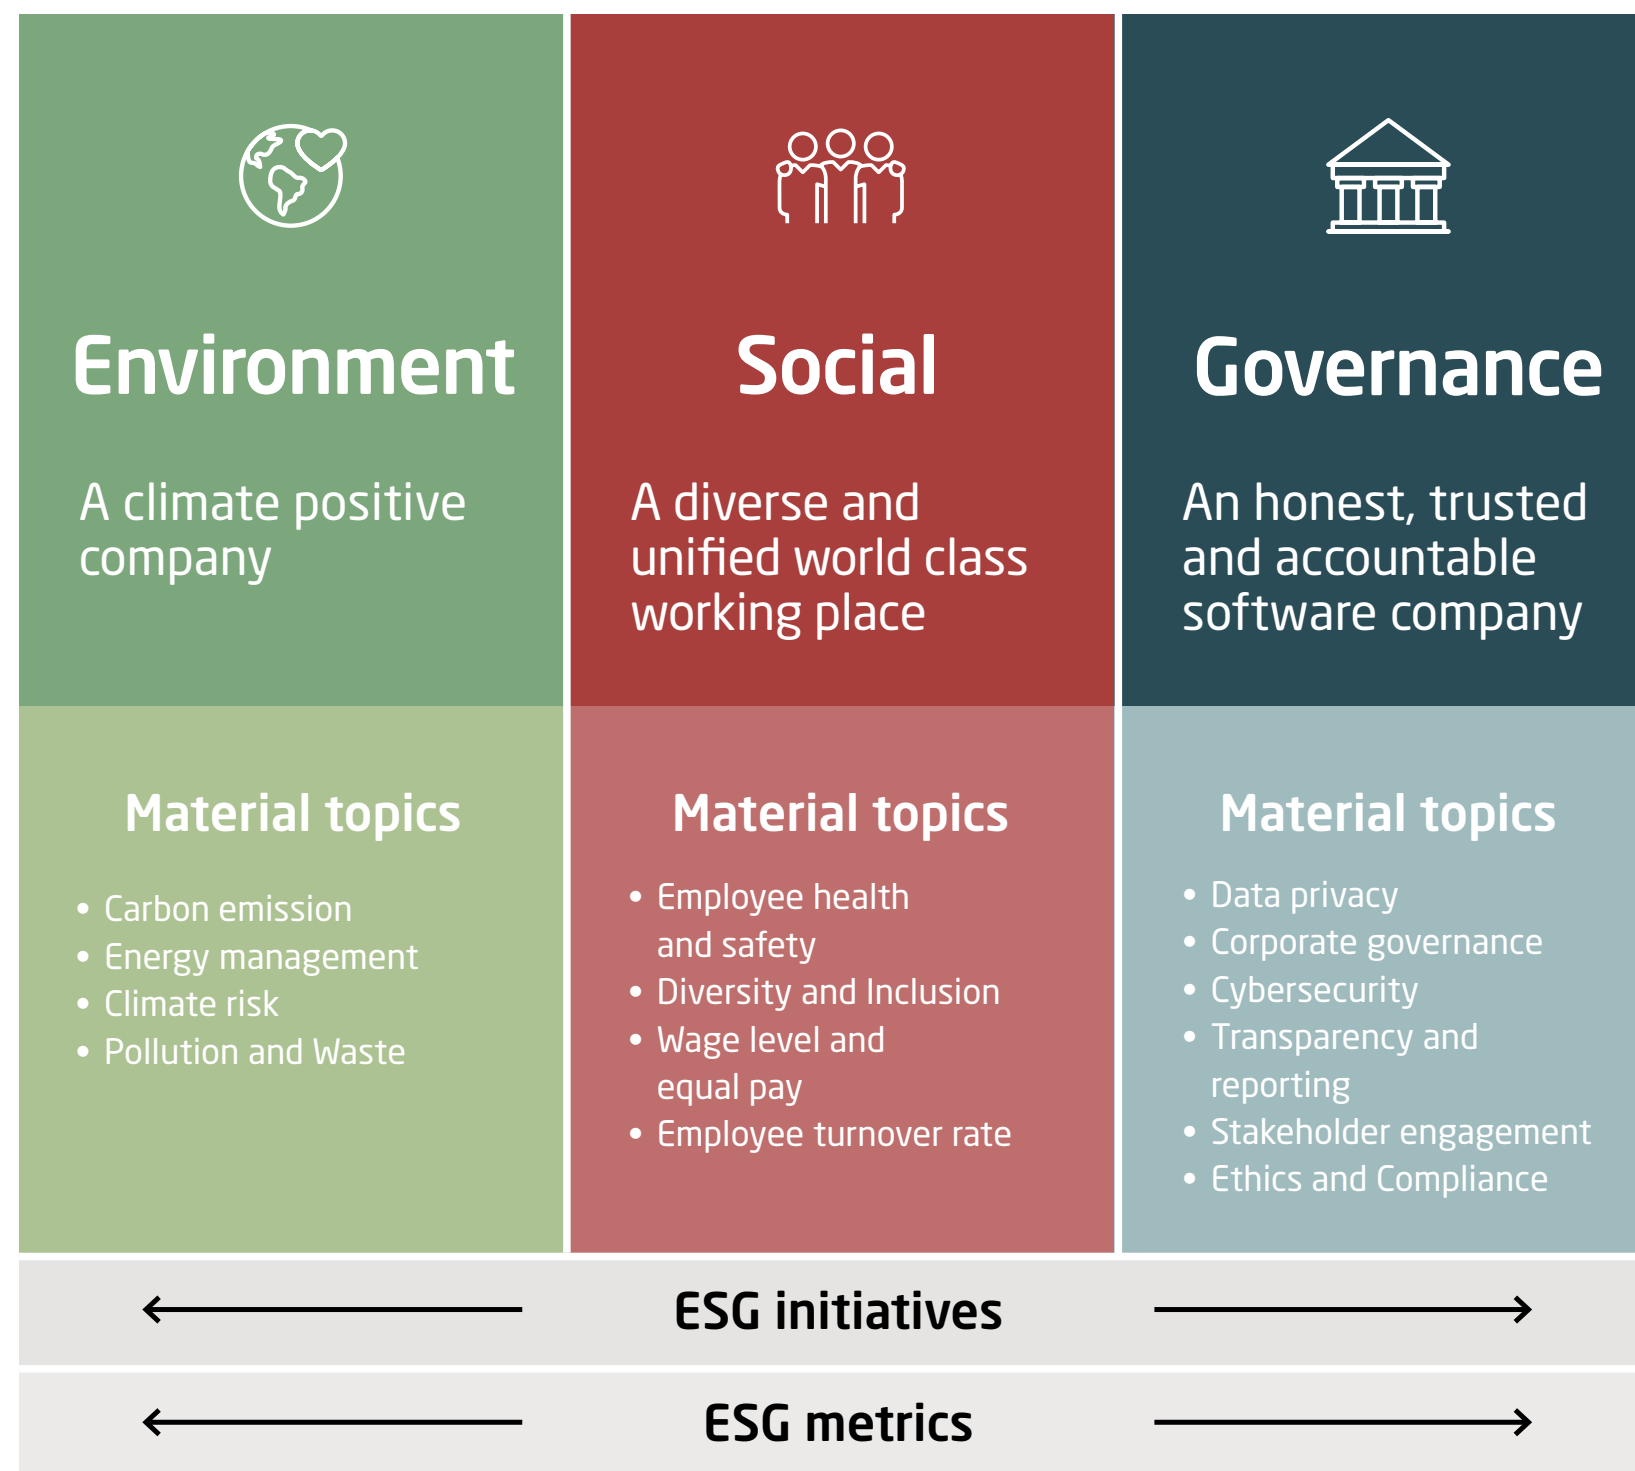 Environment
A climate positive
company
Material topics
• Carbon emission
• Energy management
• Climate risk
• Pollution and Waste
Social
A diverse and
unified world class
working place
Material topics
• Employee health
and safety
• Diversity and Inclusion
• Wage level and
equal pay
• Employee turnover rate
Governance
An honest, trusted
and accountable
software company
Material topics
• Data privacy
• Corporate governance
• Cybersecurity
• Transparency and
reporting
• Stakeholder engagement
• Ethics and Compliance
ESG initiatives
ESG metrics